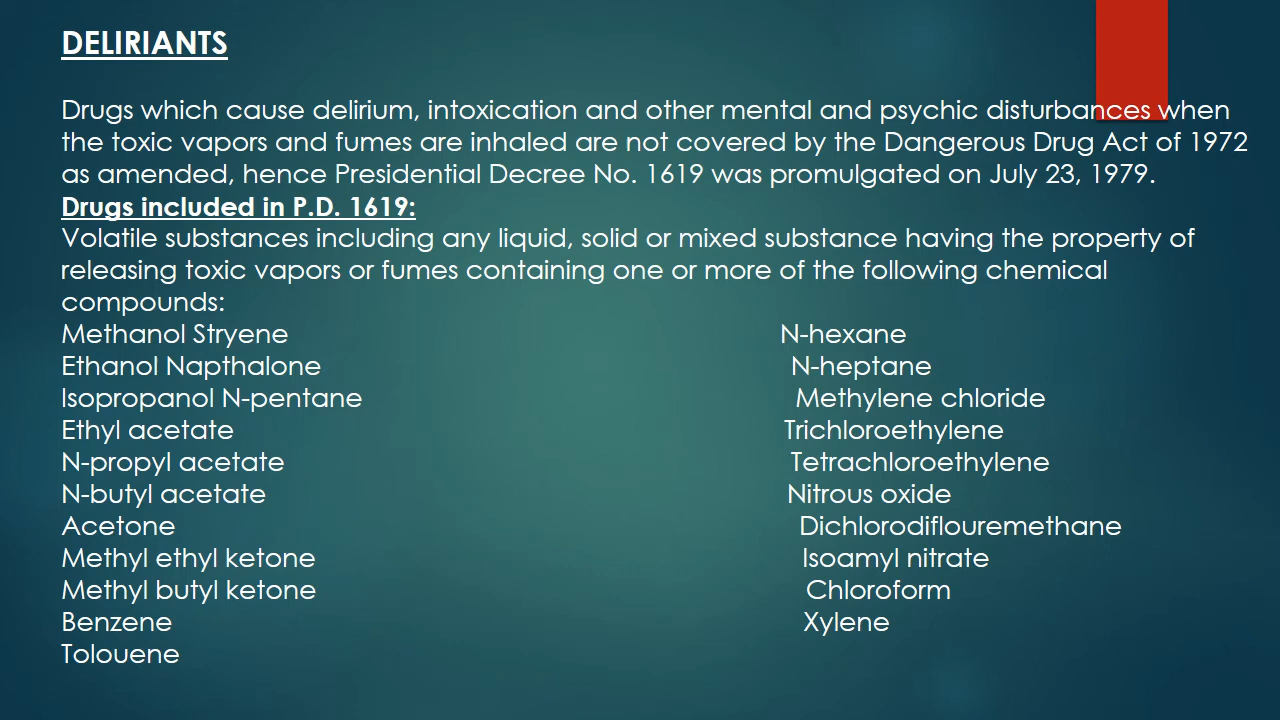 DELIRIANTS
Drugs which cause delirium, intoxication and other mental and psychic disturbances when
the toxic vapors and fumes are inhaled are not covered by the Dangerous Drug Act of 1972
as amended, hence Presidential Decree No. 1619 was promulgated on July 23, 1979.
Drugs included in P.D. 1619:
Volatile substances including any liquid, solid or mixed substance having the property of
releasing toxic vapors or fumes containing one or more of the following chemical
compounds:
Methanol Stryene N-hexane
Ethanol Napthalone N-heptane
Isopropanol N-pentane Methylene chloride
Ethyl acetate Trichloroethylene
N-propyl acetate Tetrachloroethylene
N-butyl acetate Nitrous oxide
Acetone Dichlorodiflouremethane
Methyl ethyl ketone Isoamyl nitrate
Methyl butyl ketone Chloroform
Benzene Xylene
Tolouene